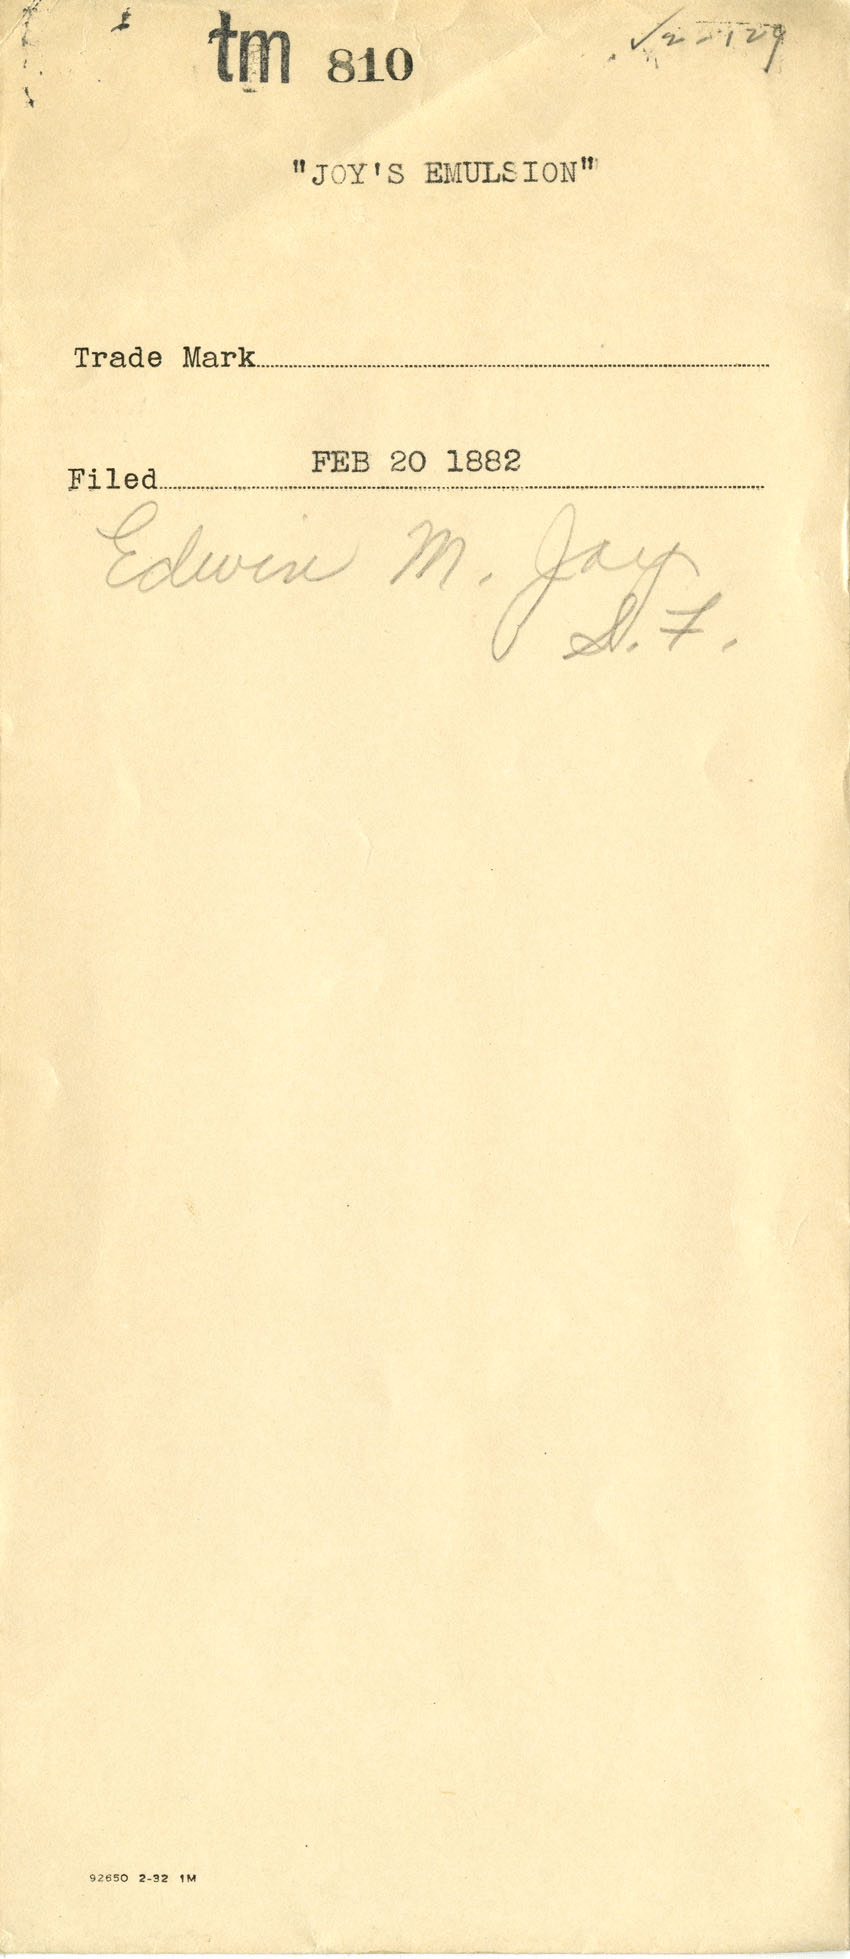 tm 810
"JOY'S EMULSION"
Trade Mark
Filed FEB 20 1882
Edwin M. Joy
S. F.
92650 2-32 1M